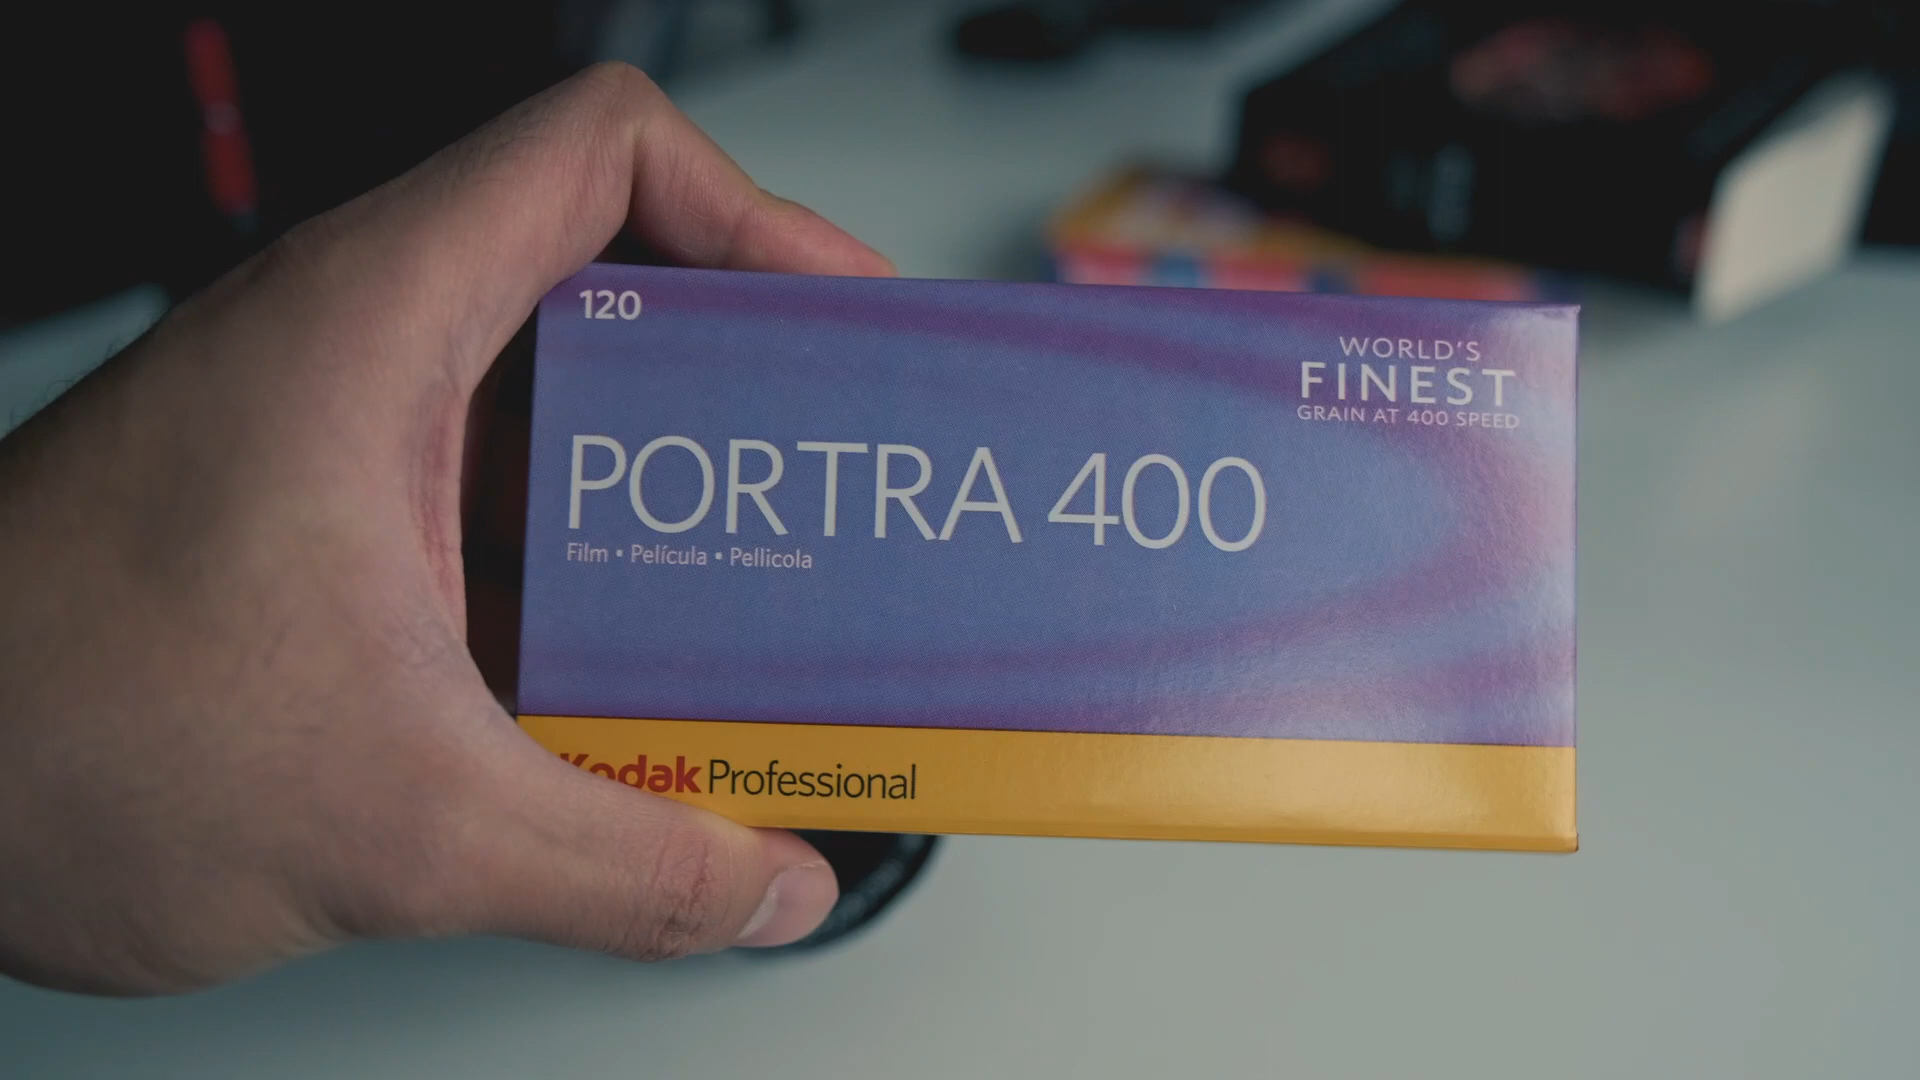 120
WORLD'S
FINEST
GRAIN AT 400 SPEED
PORTRA 400
Film ▪ Película ▪ Pellicola
Kodak Professional